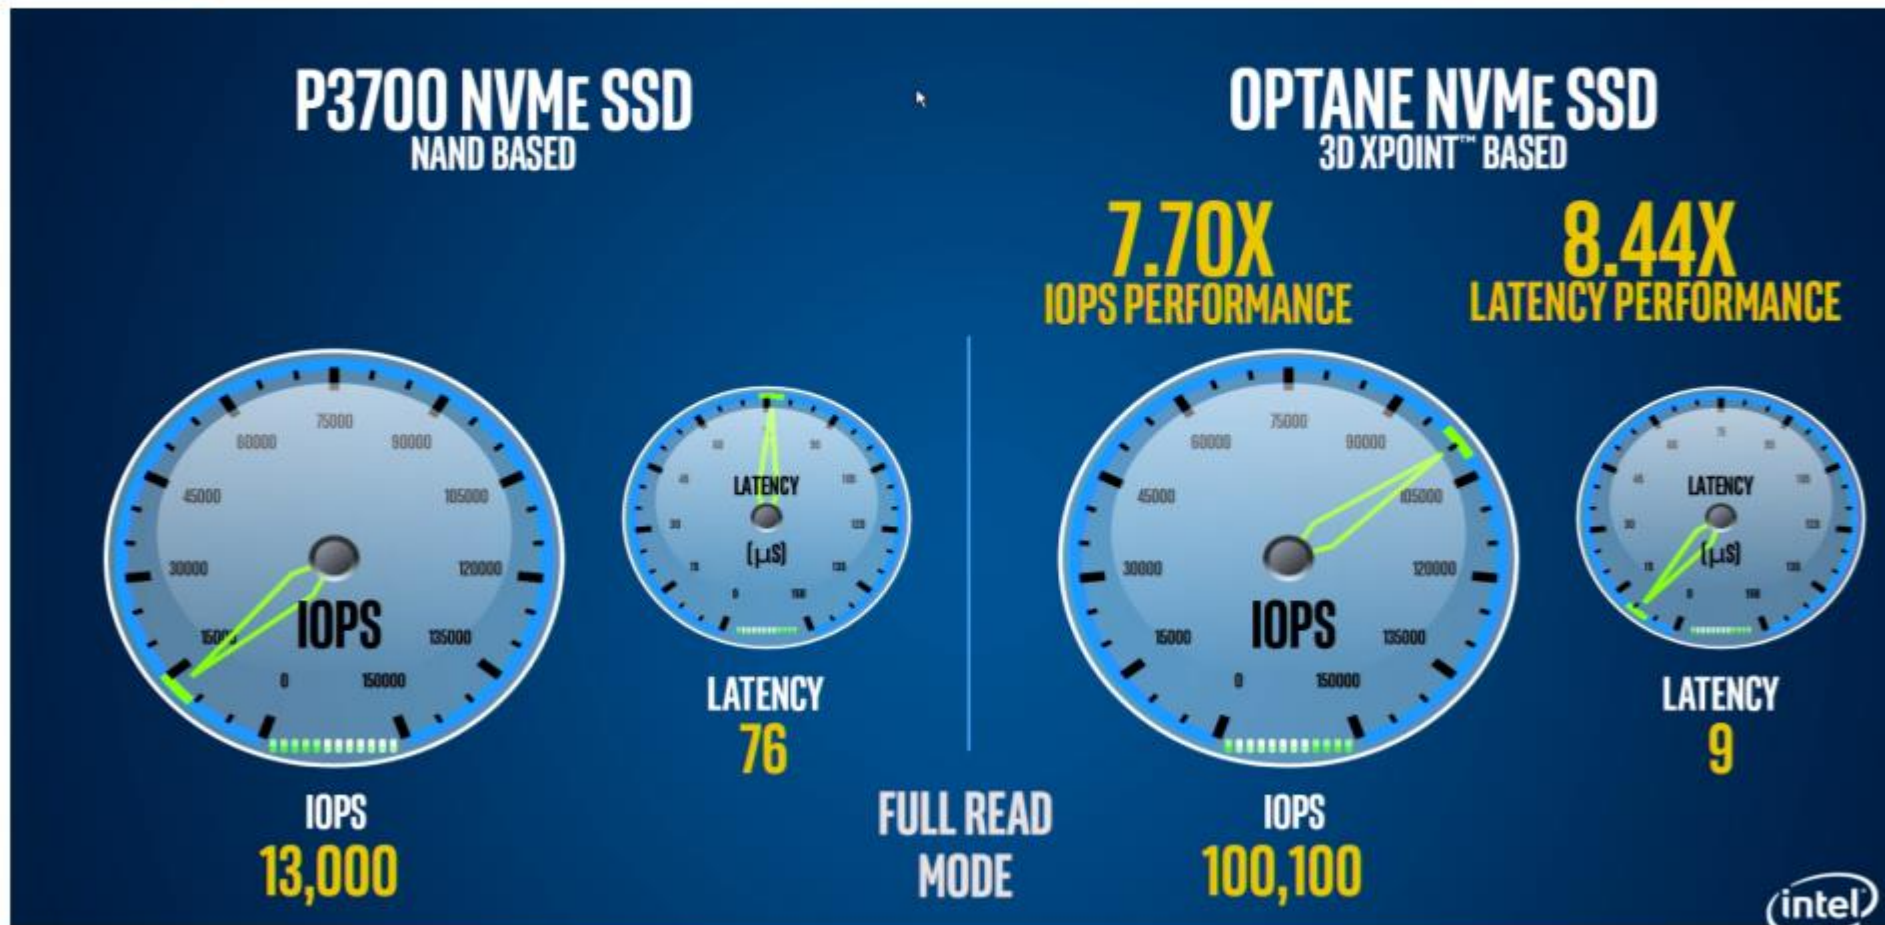 P3700 NVME SSD
NAND BASED
OPTANE NVME SSD
3D XPOINT™ BASED
7.70X
IOPS PERFORMANCE
8.44X
LATENCY PERFORMANCE
75000
60000
90000
45000
105000
30000
120000
15000
135000
0
150000
IOPS
LATENCY
(μS)
LATENCY
76
IOPS
13,000
FULL READ
MODE
75000
60000
90000
45000
105000
30000
120000
15000
135000
0
150000
IOPS
LATENCY
(μS)
LATENCY
9
IOPS
100,100
intel